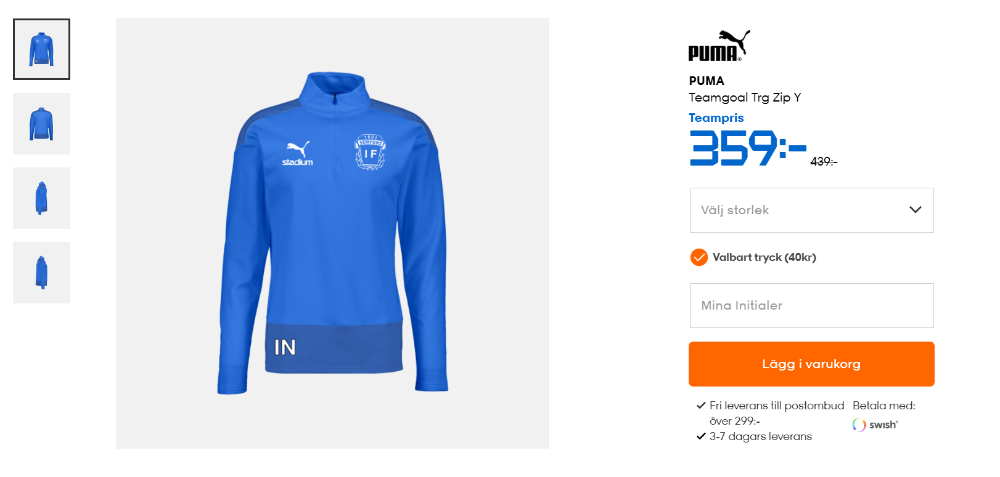 PUMA
PUMA
Teamgoal Trg Zip Y
Teampris
359:-
439:-
Välj storlek
Valbart tryck (40kr)
Mina Initialer
Lägg i varukorg
Fri leverans till postombud
över 299:-
3-7 dagars leverans
Betala med:
swish
stadium
1931
SÖRFORS
IF
IN